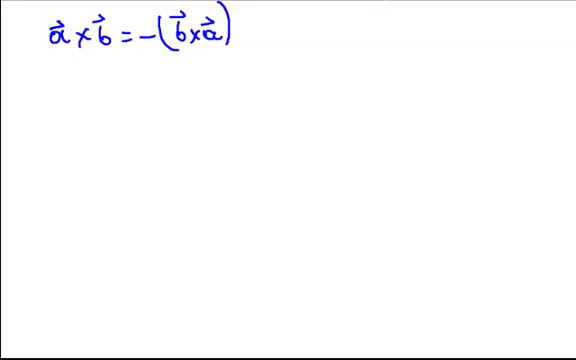 a⃗ × b⃗ = −(b⃗ × a⃗)